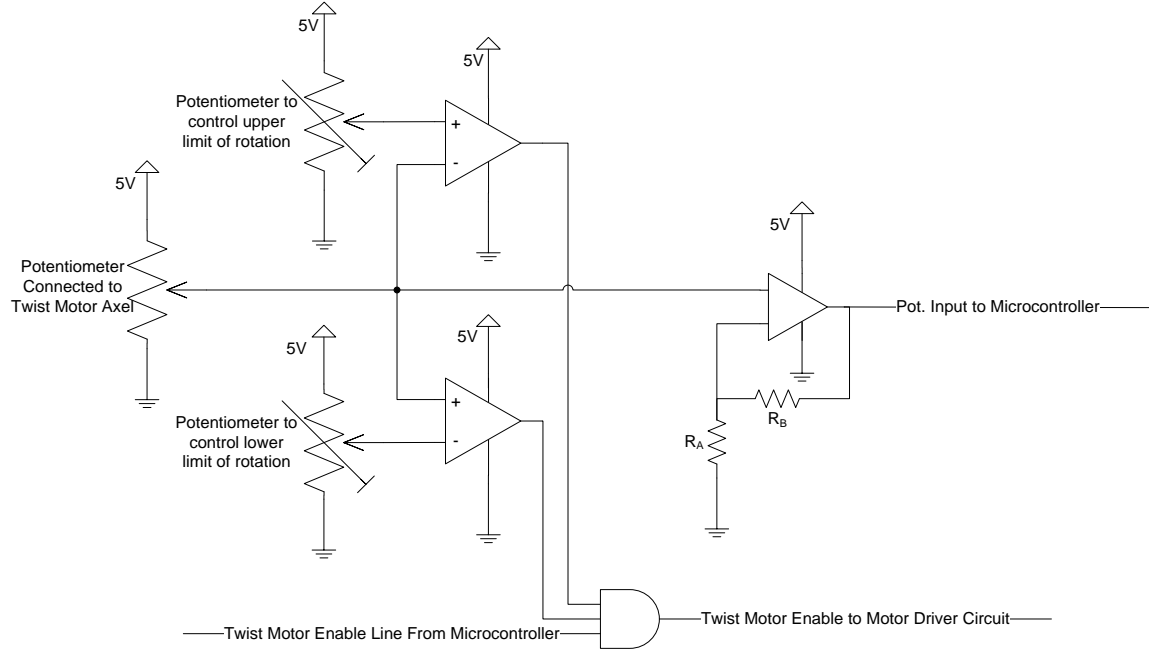 5V
5V
Potentiometer to
control upper
limit of rotation
+
-
5V
Potentiometer
Connected to
Twist Motor Axel
5V
Pot. Input to Microcontroller
5V
5V
Potentiometer to
control lower
limit of rotation
+
-
RB
RA
Twist Motor Enable to Motor Driver Circuit
Twist Motor Enable Line From Microcontroller